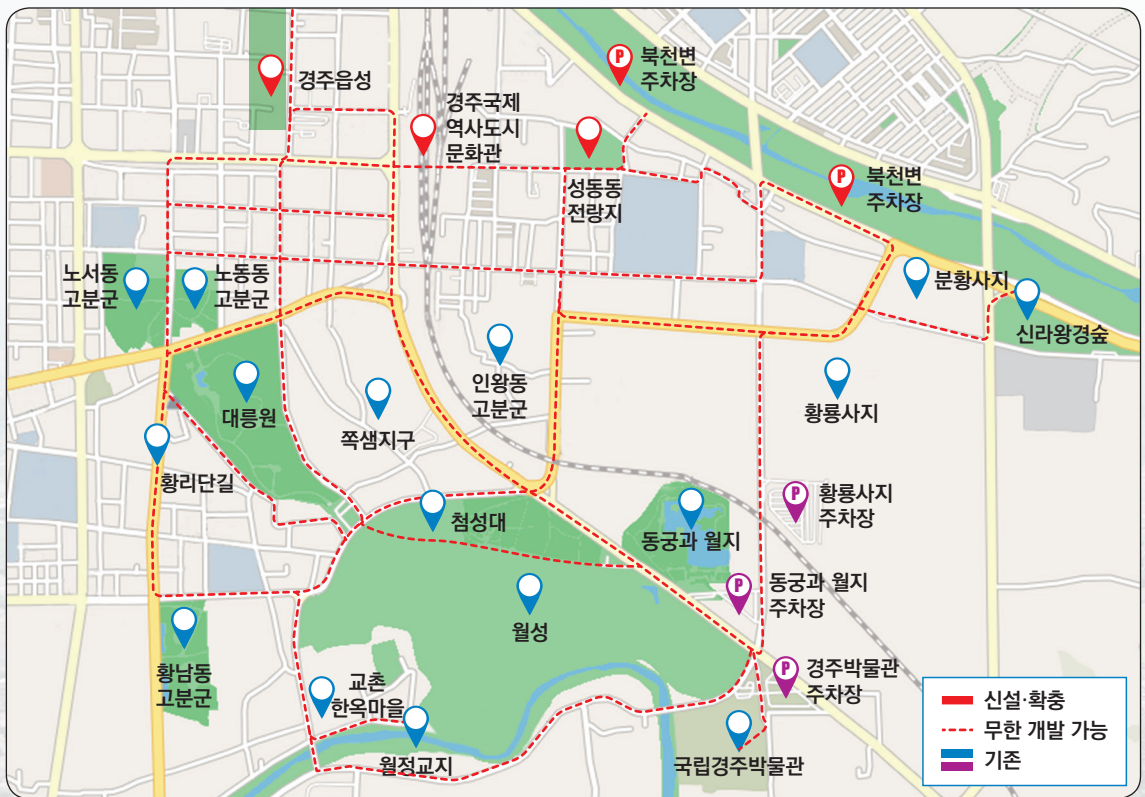 경주읍성
경주국제
역사도시
문화관
P
북천변
주차장
성동동
전랑지
P
북천변
주차장
노서동
고분군
노동동
고분군
분황사지
신라왕경숲
대릉원
쪽샘지구
인왕동
고분군
황룡사지
황리단길
첨성대
동궁과 월지
P
황룡사지
주차장
P
동궁과 월지
주차장
월성
황남동
고분군
교촌
한옥마을
월정교지
P
경주박물관
주차장
국립경주박물관
신설·확충
무한 개발 가능
기존